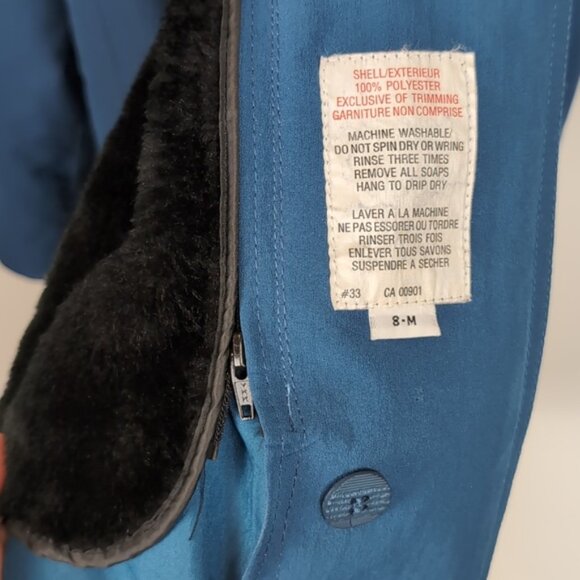 SHELL/EXTERIEUR
100% POLYESTER
EXCLUSIVE OF TRIMMING
GARNITURE NON COMPRISE
MACHINE WASHABLE/
DO NOT SPIN DRY OR WRING
RINSE THREE TIMES
REMOVE ALL SOAPS
HANG TO DRIP DRY
LAVER A LA MACHINE
NE PAS ESSORER OU TORDRE
RINSER TROIS FOIS
ENLEVER TOUS SAVONS
SUSPENDRE A SECHER
#33 CA 00901
8-M
YKK